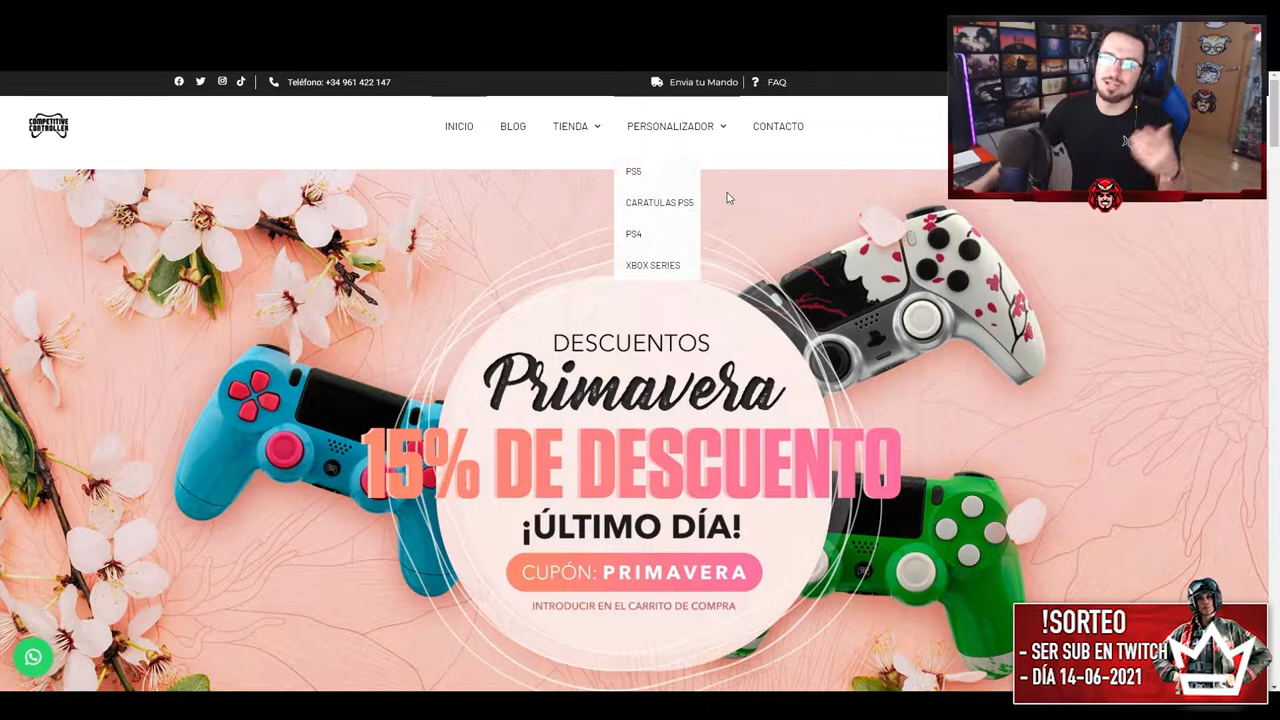 Teléfono: +34 961 422 147
Envia tu Mando
? FAQ
COMPETITIVE
CONTROLLER
INICIO
BLOG
TIENDA
PERSONALIZADOR
CONTACTO
PS5
CARATULAS PS5
PS4
XBOX SERIES
DESCUENTOS
Primavera
15% DE DESCUENTO
¡ÚLTIMO DÍA!
CUPÓN: PRIMAVERA
INTRODUCIR EN EL CARRITO DE COMPRA
!SORTEO
- SER SUB EN TWITCH
- DÍA 14-06-2021